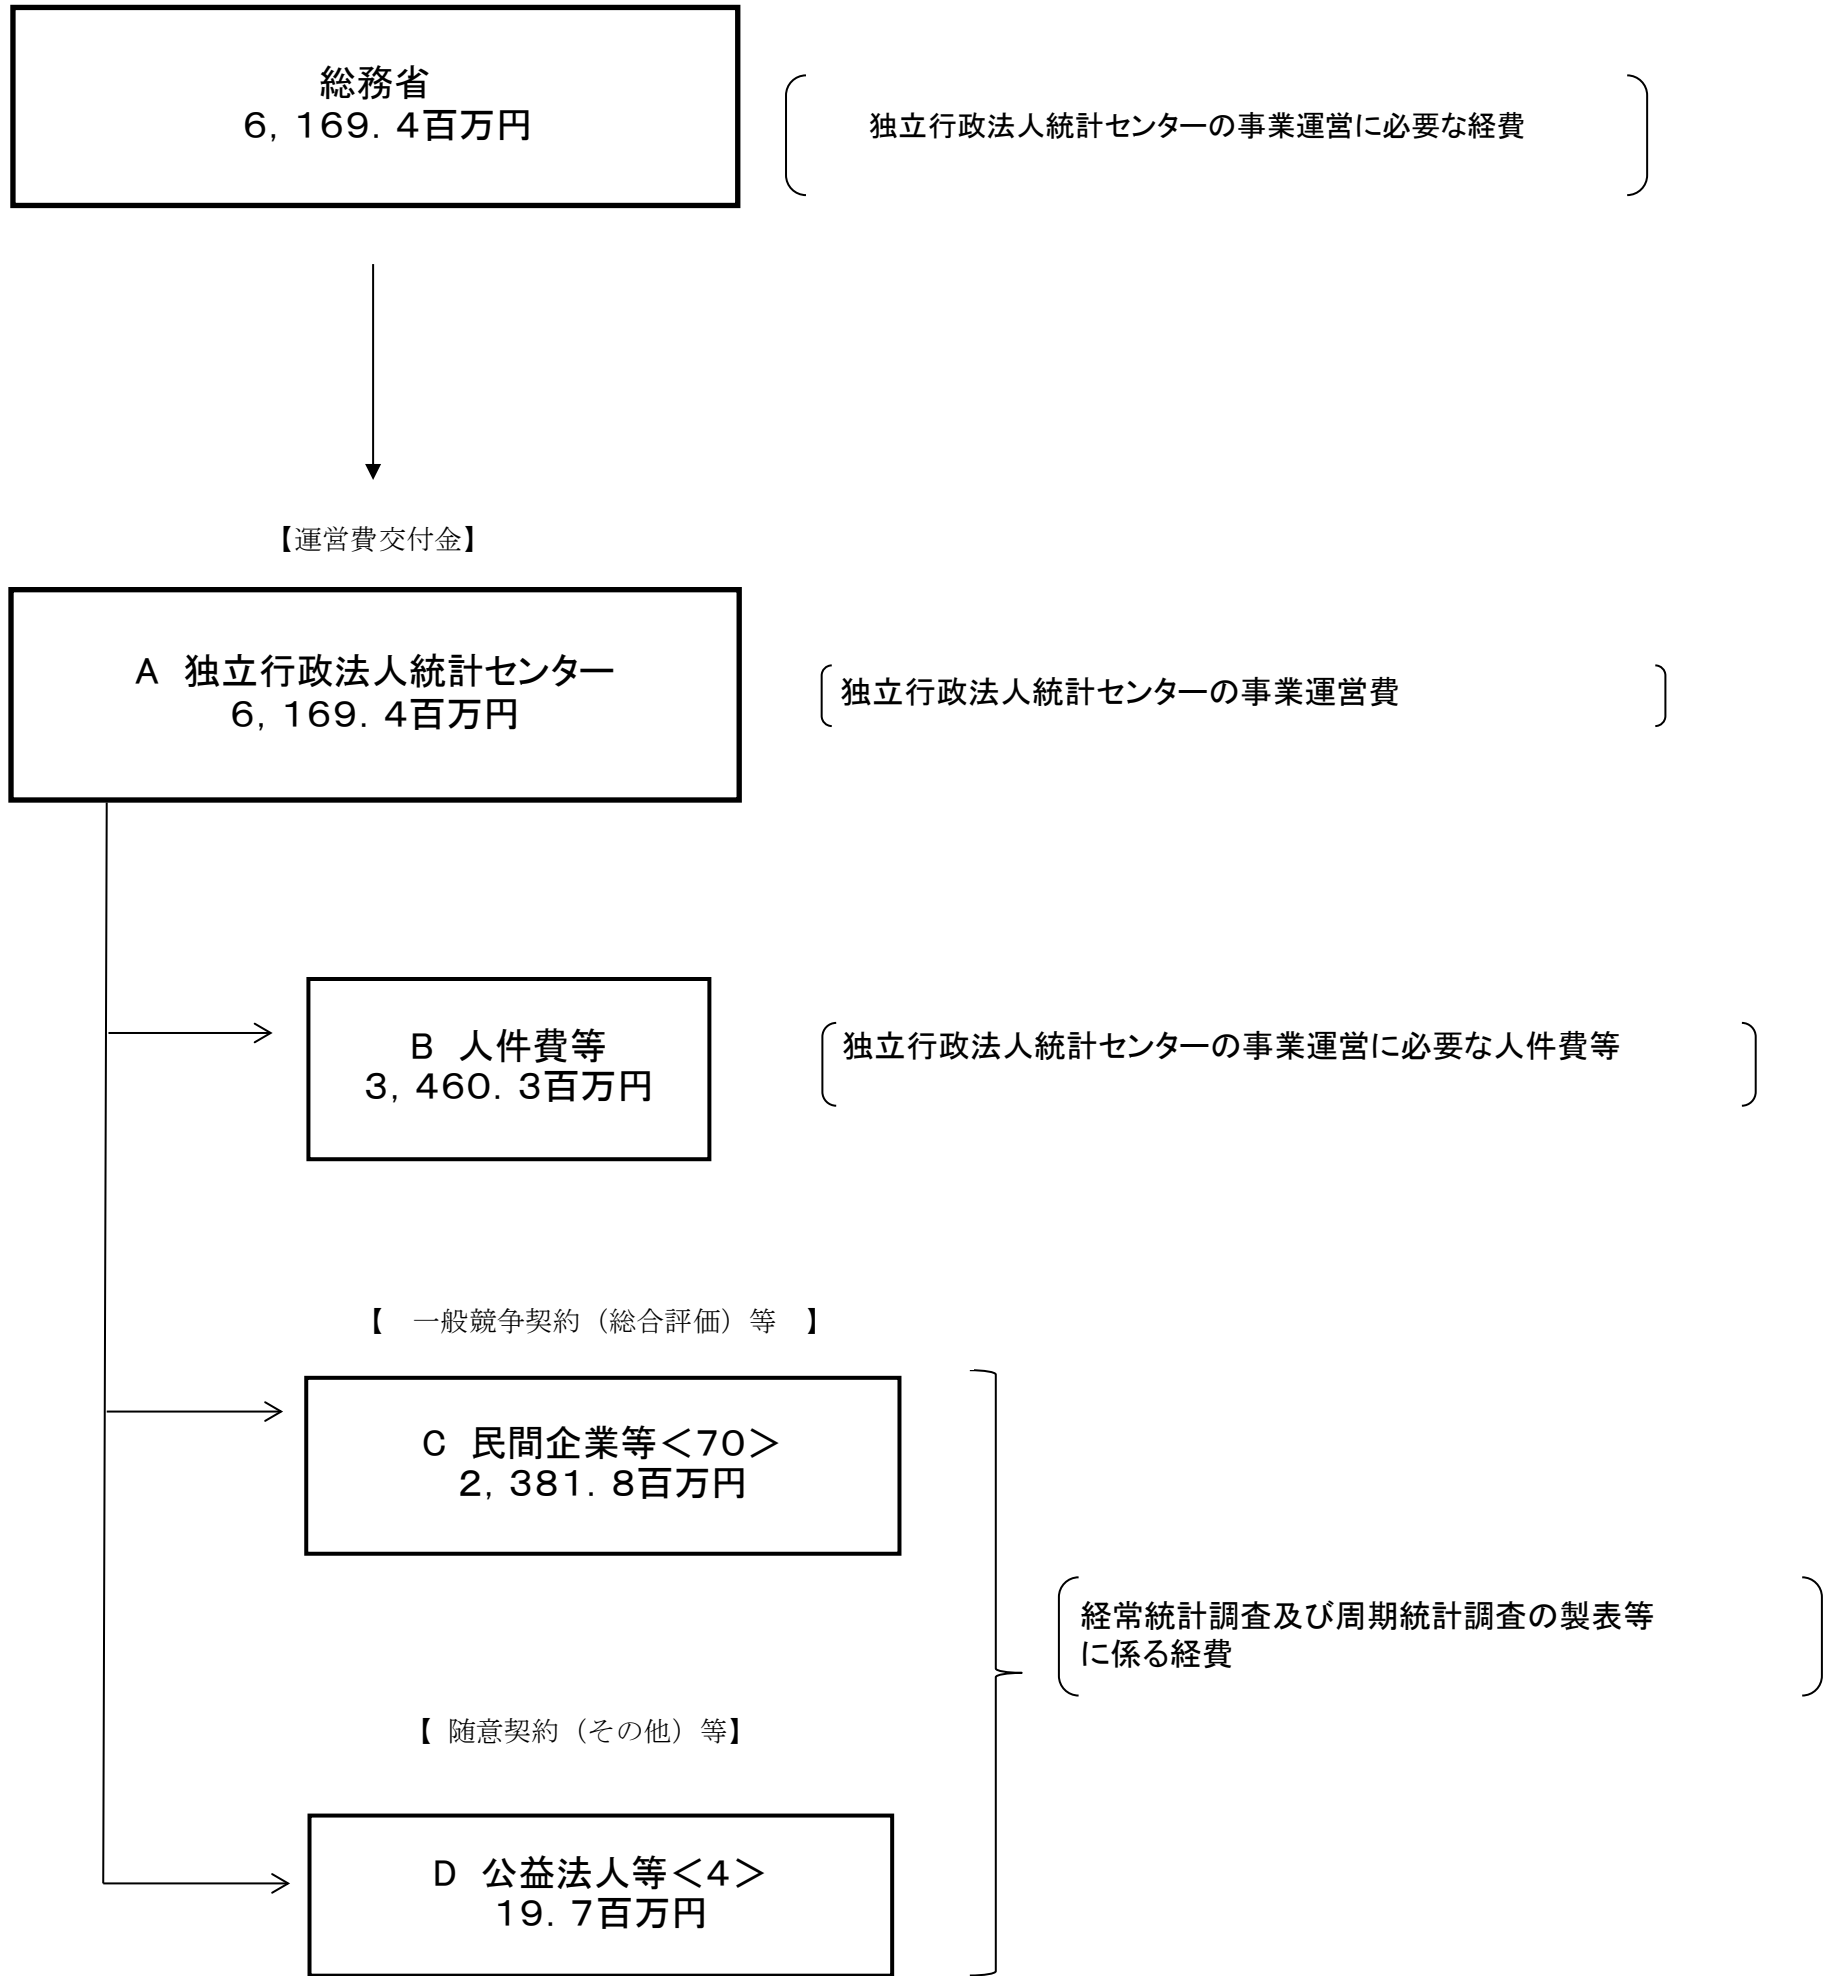 総務省
６，１６９．４百万円
独立行政法人統計センターの事業運営に必要な経費
【運営費交付金】
Ａ　独立行政法人統計センター
６，１６９．４百万円
独立行政法人統計センターの事業運営費
Ｂ　人件費等
３，４６０．３百万円
独立行政法人統計センターの事業運営に必要な人件費等
【　一般競争契約（総合評価）等　】
Ｃ　民間企業等＜７０＞
２，３８１．８百万円
経常統計調査及び周期統計調査の製表等
に係る経費
【 随意契約（その他）等】
Ｄ　公益法人等＜４＞
１９．７百万円